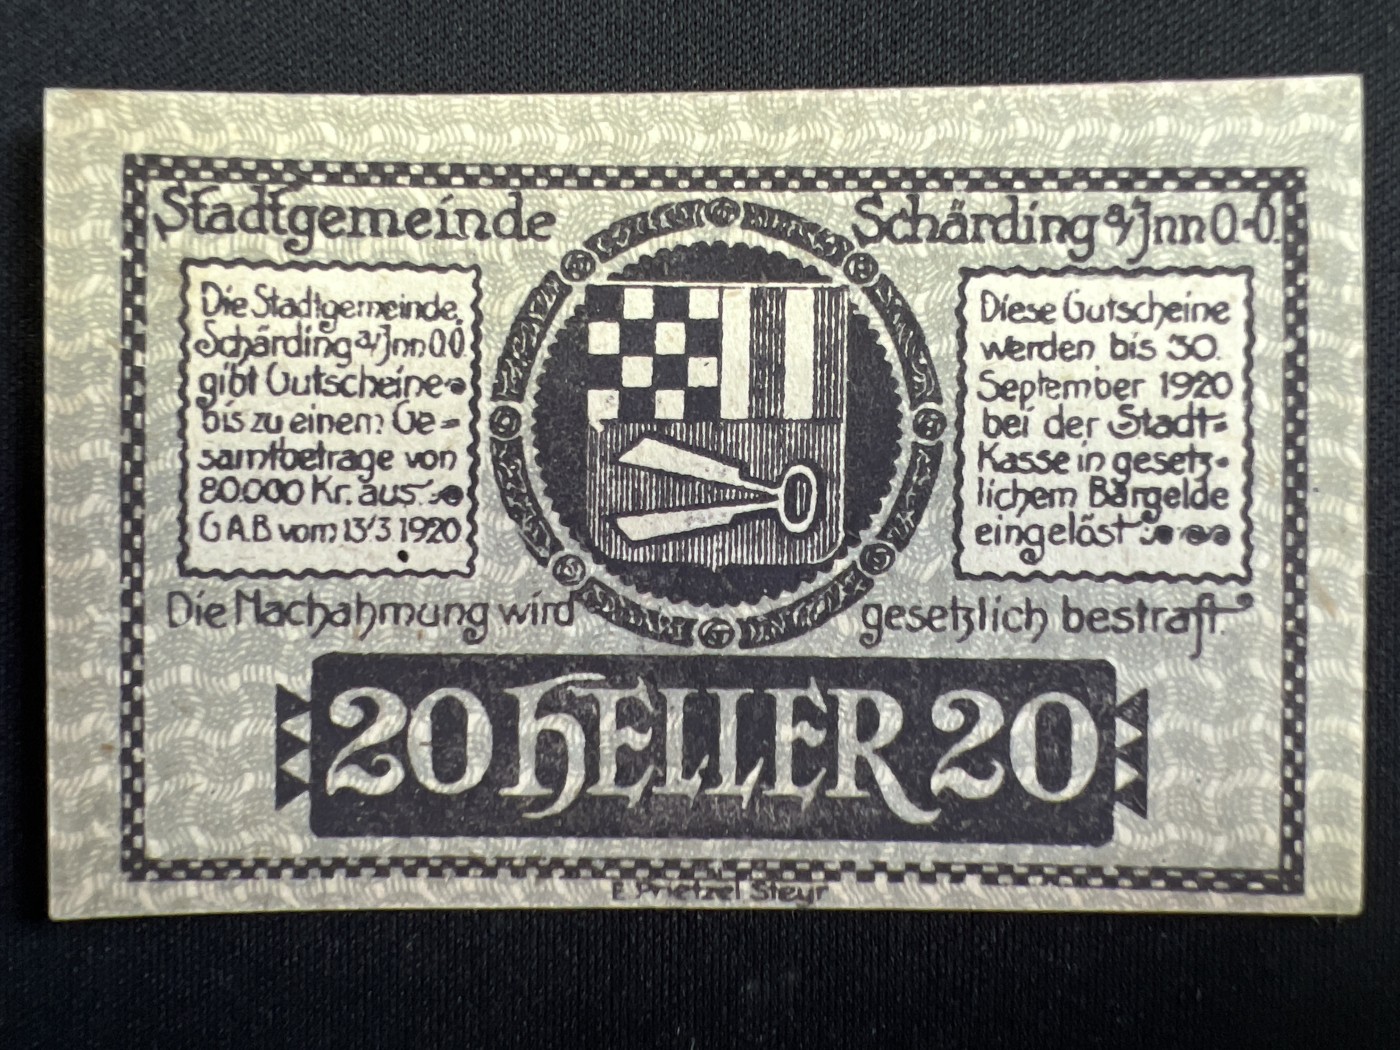 Stadtgemeinde Schärding a/Inn O.-Ö.
Die Stadtgemeinde
Schärding a/Inn O.Ö.
gibt Gutscheine
bis zu einem Ge=
samtbetrage von
80.000 Kr. aus.
G.A.B vom 13/3 1920
Diese Gutscheine
werden bis 30.
September 1920
bei der Stadt=
Kasse in gesetz=
lichem Bargelde
eingelöst
Die Nachahmung wird gesetzlich bestraft.
20 HELLER 20
E Prietzel Steyr